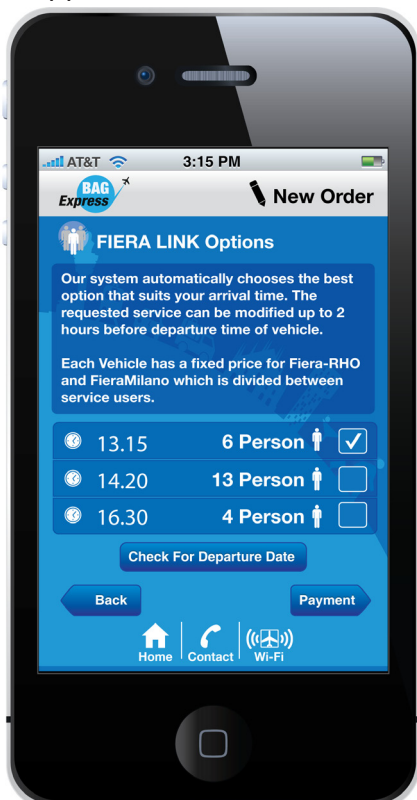 AT&T 3:15 PM
BAG
Express
New Order
FIERA LINK Options
Our system automatically chooses the best
option that suits your arrival time. The
requested service can be modified up to 2
hours before departure time of vehicle.
Each Vehicle has a fixed price for Fiera-RHO
and FieraMilano which is divided between
service users.
13.15 6 Person
14.20 13 Person
16.30 4 Person
Check For Departure Date
Back Payment
Home Contact Wi-Fi